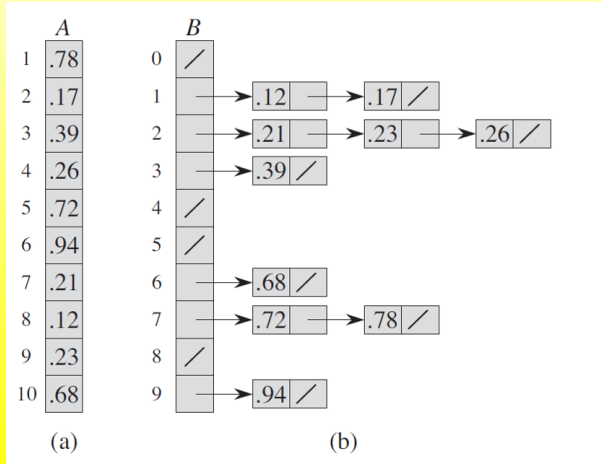 A B
1 .78 0 /
2 .17 1 .12 .17 /
3 .39 2 .21 .23 .26 /
4 .26 3 .39 /
5 .72 4 /
6 .94 5 /
7 .21 6 .68 /
8 .12 7 .72 .78 /
9 .23 8 /
10 .68 9 .94 /
(a) (b)